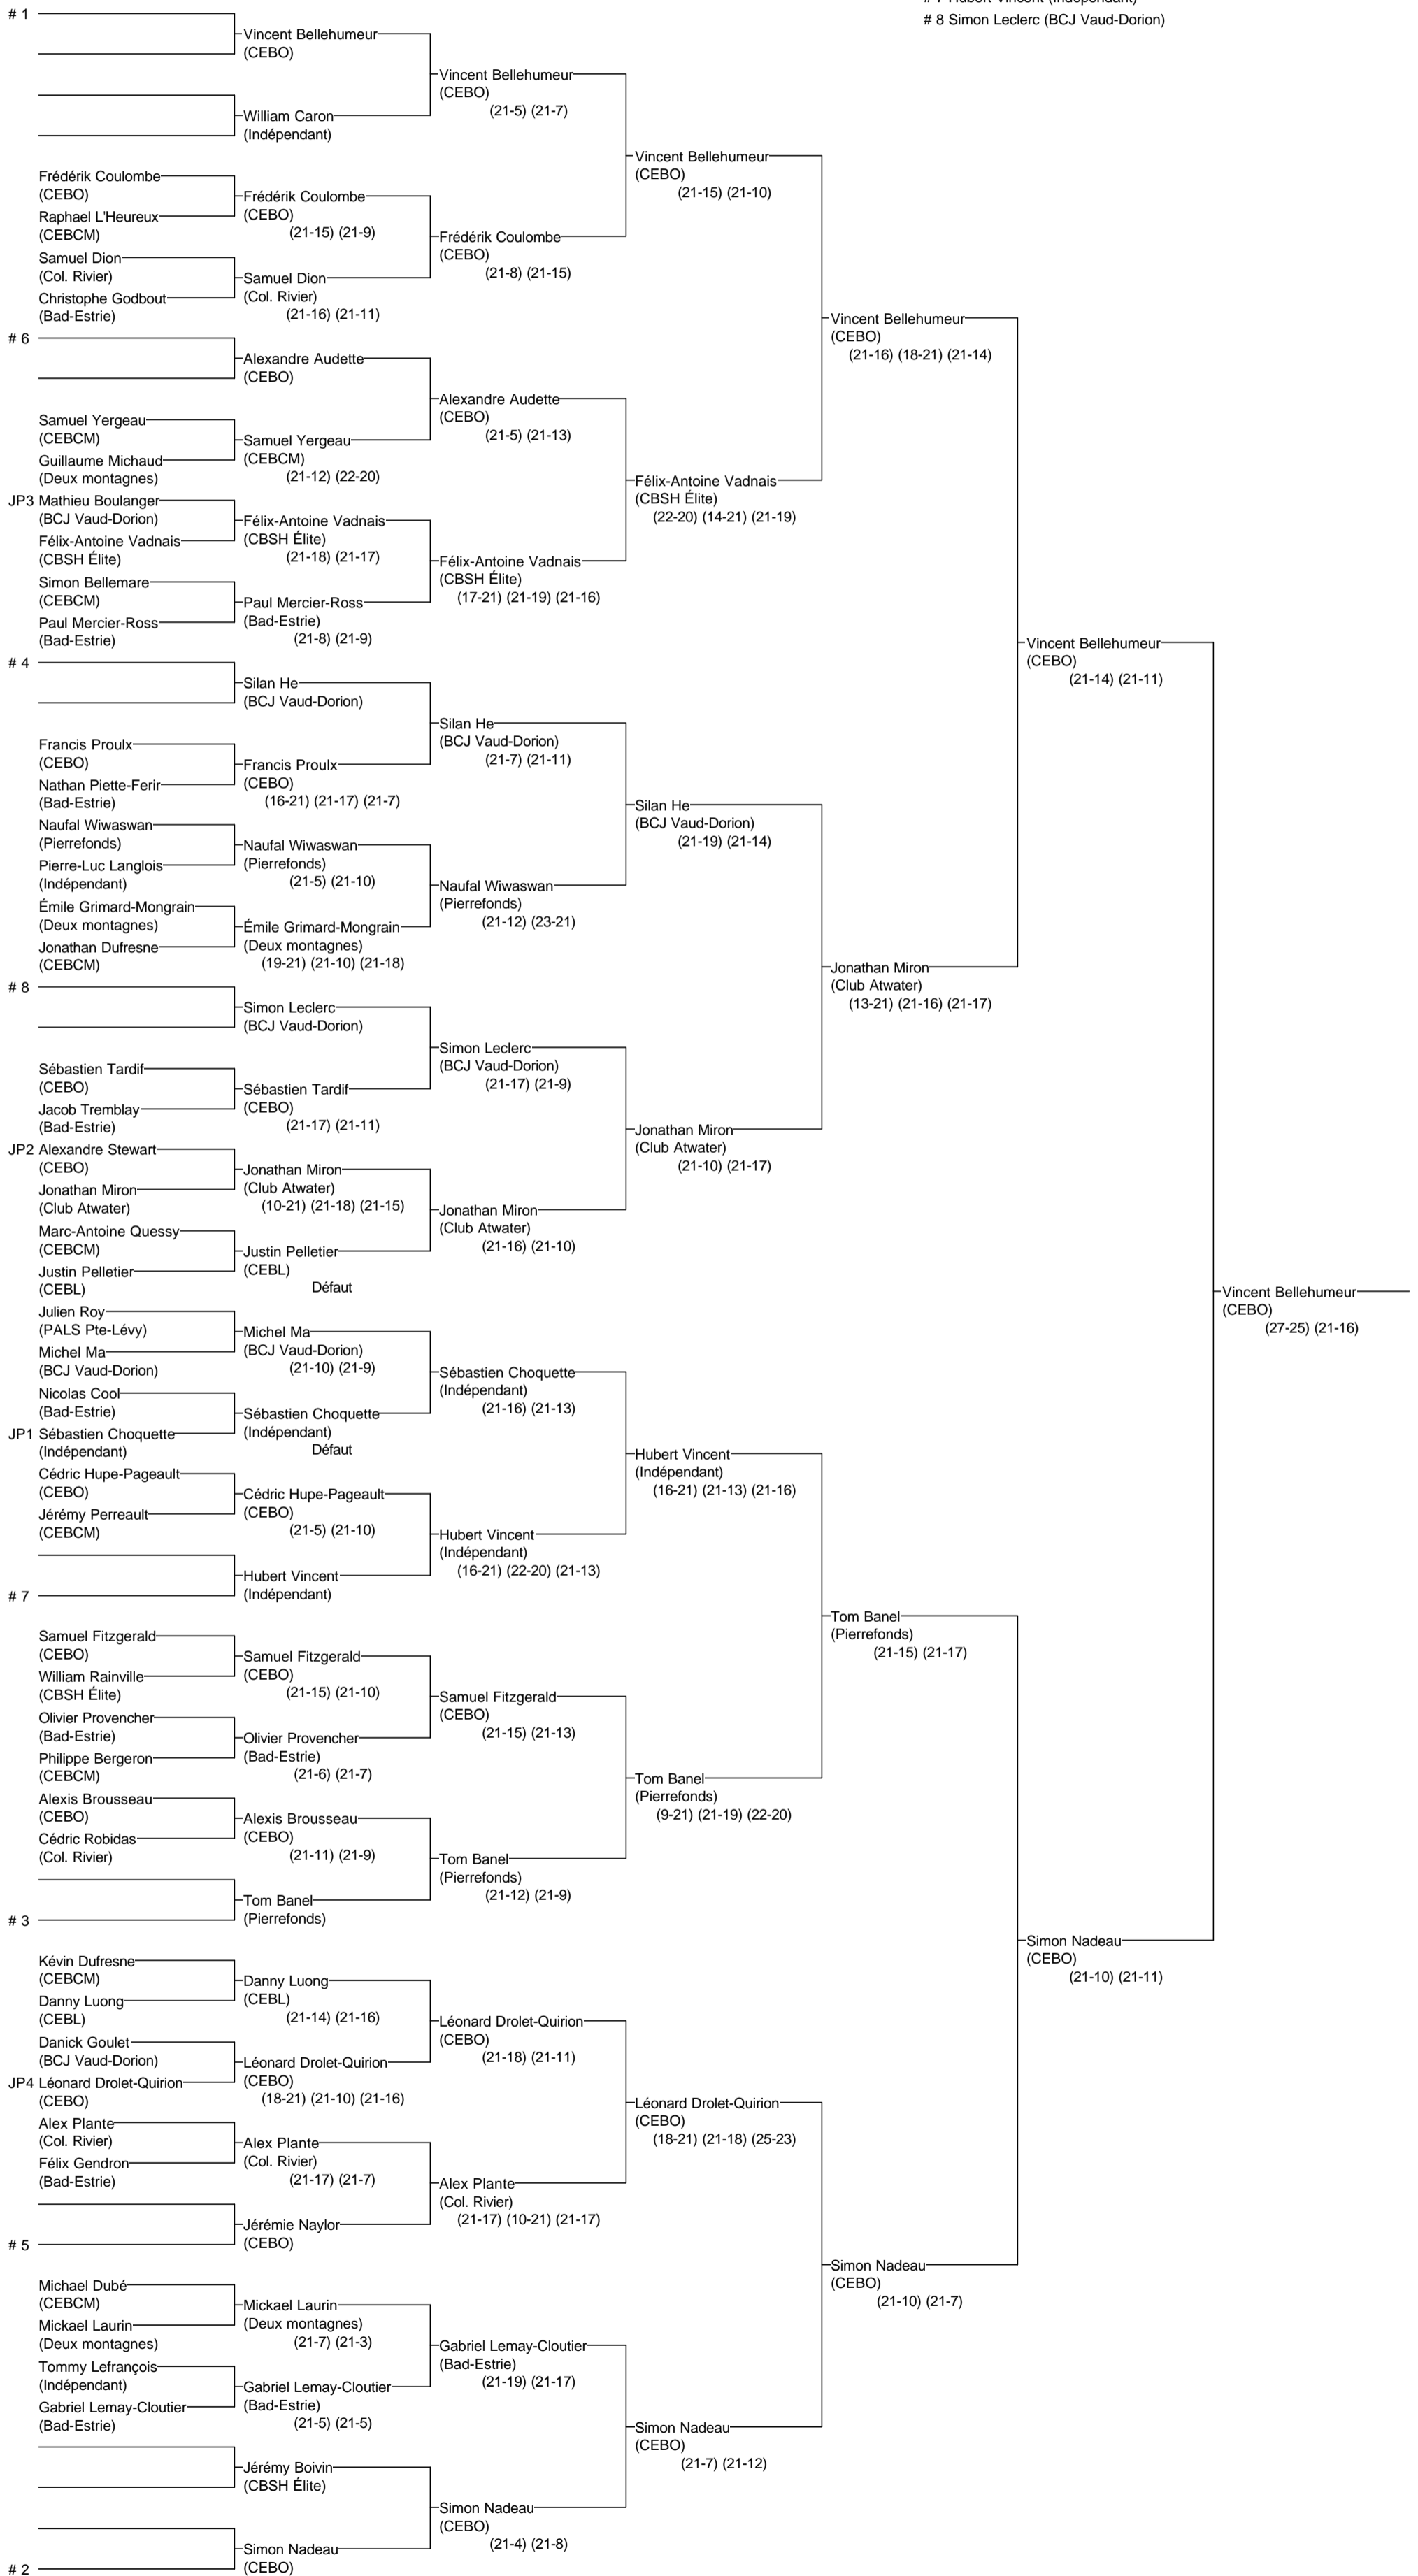 # 7 Hubert Vincent (Indépendant)
# 8 Simon Leclerc (BCJ Vaud-Dorion)
# 1
Vincent Bellehumeur
(CEBO)
Vincent Bellehumeur
(CEBO)
(21-5) (21-7)
William Caron
(Indépendant)
Vincent Bellehumeur
(CEBO)
(21-15) (21-10)
Frédérik Coulombe
(CEBO)
Frédérik Coulombe
(CEBO)
(21-15) (21-9)
Raphael L'Heureux
(CEBCM)
Frédérik Coulombe
(CEBO)
(21-8) (21-15)
Samuel Dion
(Col. Rivier)
Samuel Dion
(Col. Rivier)
(21-16) (21-11)
Christophe Godbout
(Bad-Estrie)
Vincent Bellehumeur
(CEBO)
(21-16) (18-21) (21-14)
# 6
Alexandre Audette
(CEBO)
Alexandre Audette
(CEBO)
(21-5) (21-13)
Samuel Yergeau
(CEBCM)
Samuel Yergeau
(CEBCM)
(21-12) (22-20)
Guillaume Michaud
(Deux montagnes)
Félix-Antoine Vadnais
(CBSH Élite)
(22-20) (14-21) (21-19)
JP3 Mathieu Boulanger
(BCJ Vaud-Dorion)
Félix-Antoine Vadnais
(CBSH Élite)
(21-18) (21-17)
Félix-Antoine Vadnais
(CBSH Élite)
Félix-Antoine Vadnais
(CBSH Élite)
(17-21) (21-19) (21-16)
Simon Bellemare
(CEBCM)
Paul Mercier-Ross
(Bad-Estrie)
(21-8) (21-9)
Paul Mercier-Ross
(Bad-Estrie)
Vincent Bellehumeur
(CEBO)
(21-14) (21-11)
# 4
Silan He
(BCJ Vaud-Dorion)
Silan He
(BCJ Vaud-Dorion)
(21-7) (21-11)
Francis Proulx
(CEBO)
Francis Proulx
(CEBO)
(16-21) (21-17) (21-7)
Nathan Piette-Ferir
(Bad-Estrie)
Silan He
(BCJ Vaud-Dorion)
(21-19) (21-14)
Naufal Wiwaswan
(Pierrefonds)
Naufal Wiwaswan
(Pierrefonds)
(21-5) (21-10)
Pierre-Luc Langlois
(Indépendant)
Naufal Wiwaswan
(Pierrefonds)
(21-12) (23-21)
Émile Grimard-Mongrain
(Deux montagnes)
Émile Grimard-Mongrain
(Deux montagnes)
(19-21) (21-10) (21-18)
Jonathan Dufresne
(CEBCM)
Jonathan Miron
(Club Atwater)
(13-21) (21-16) (21-17)
# 8
Simon Leclerc
(BCJ Vaud-Dorion)
Simon Leclerc
(BCJ Vaud-Dorion)
(21-17) (21-9)
Sébastien Tardif
(CEBO)
Sébastien Tardif
(CEBO)
(21-17) (21-11)
Jacob Tremblay
(Bad-Estrie)
Jonathan Miron
(Club Atwater)
(21-10) (21-17)
JP2 Alexandre Stewart
(CEBO)
Jonathan Miron
(Club Atwater)
(10-21) (21-18) (21-15)
Jonathan Miron
(Club Atwater)
Jonathan Miron
(Club Atwater)
(21-16) (21-10)
Marc-Antoine Quessy
(CEBCM)
Justin Pelletier
(CEBL)
Défaut
Justin Pelletier
(CEBL)
Vincent Bellehumeur
(CEBO)
(27-25) (21-16)
Julien Roy
(PALS Pte-Lévy)
Michel Ma
(BCJ Vaud-Dorion)
(21-10) (21-9)
Michel Ma
(BCJ Vaud-Dorion)
Sébastien Choquette
(Indépendant)
(21-16) (21-13)
Nicolas Cool
(Bad-Estrie)
Sébastien Choquette
(Indépendant)
Défaut
JP1 Sébastien Choquette
(Indépendant)
Hubert Vincent
(Indépendant)
(16-21) (21-13) (21-16)
Cédric Hupe-Pageault
(CEBO)
Cédric Hupe-Pageault
(CEBO)
(21-5) (21-10)
Jérémy Perreault
(CEBCM)
Hubert Vincent
(Indépendant)
(16-21) (22-20) (21-13)
Hubert Vincent
(Indépendant)
# 7
Tom Banel
(Pierrefonds)
(21-15) (21-17)
Samuel Fitzgerald
(CEBO)
Samuel Fitzgerald
(CEBO)
(21-15) (21-10)
William Rainville
(CBSH Élite)
Samuel Fitzgerald
(CEBO)
(21-15) (21-13)
Olivier Provencher
(Bad-Estrie)
Olivier Provencher
(Bad-Estrie)
(21-6) (21-7)
Philippe Bergeron
(CEBCM)
Tom Banel
(Pierrefonds)
(9-21) (21-19) (22-20)
Alexis Brousseau
(CEBO)
Alexis Brousseau
(CEBO)
(21-11) (21-9)
Cédric Robidas
(Col. Rivier)
Tom Banel
(Pierrefonds)
(21-12) (21-9)
Tom Banel
(Pierrefonds)
# 3
Simon Nadeau
(CEBO)
(21-10) (21-11)
Kévin Dufresne
(CEBCM)
Danny Luong
(CEBL)
(21-14) (21-16)
Danny Luong
(CEBL)
Léonard Drolet-Quirion
(CEBO)
(21-18) (21-11)
Danick Goulet
(BCJ Vaud-Dorion)
Léonard Drolet-Quirion
(CEBO)
(18-21) (21-10) (21-16)
JP4 Léonard Drolet-Quirion
(CEBO)
Léonard Drolet-Quirion
(CEBO)
(18-21) (21-18) (25-23)
Alex Plante
(Col. Rivier)
Alex Plante
(Col. Rivier)
(21-17) (21-7)
Félix Gendron
(Bad-Estrie)
Alex Plante
(Col. Rivier)
(21-17) (10-21) (21-17)
Jérémie Naylor
(CEBO)
# 5
Simon Nadeau
(CEBO)
(21-10) (21-7)
Michael Dubé
(CEBCM)
Mickael Laurin
(Deux montagnes)
(21-7) (21-3)
Mickael Laurin
(Deux montagnes)
Gabriel Lemay-Cloutier
(Bad-Estrie)
(21-19) (21-17)
Tommy Lefrançois
(Indépendant)
Gabriel Lemay-Cloutier
(Bad-Estrie)
(21-5) (21-5)
Gabriel Lemay-Cloutier
(Bad-Estrie)
Simon Nadeau
(CEBO)
(21-7) (21-12)
Jérémy Boivin
(CBSH Élite)
Simon Nadeau
(CEBO)
(21-4) (21-8)
Simon Nadeau
(CEBO)
# 2